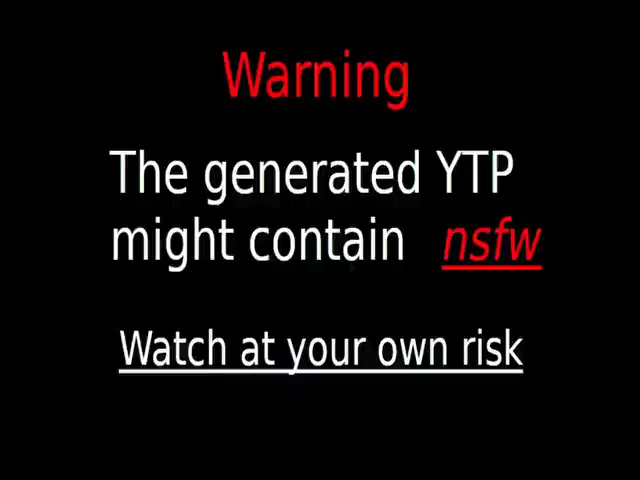 Warning
The generated YTP
might contain nsfw
Watch at your own risk